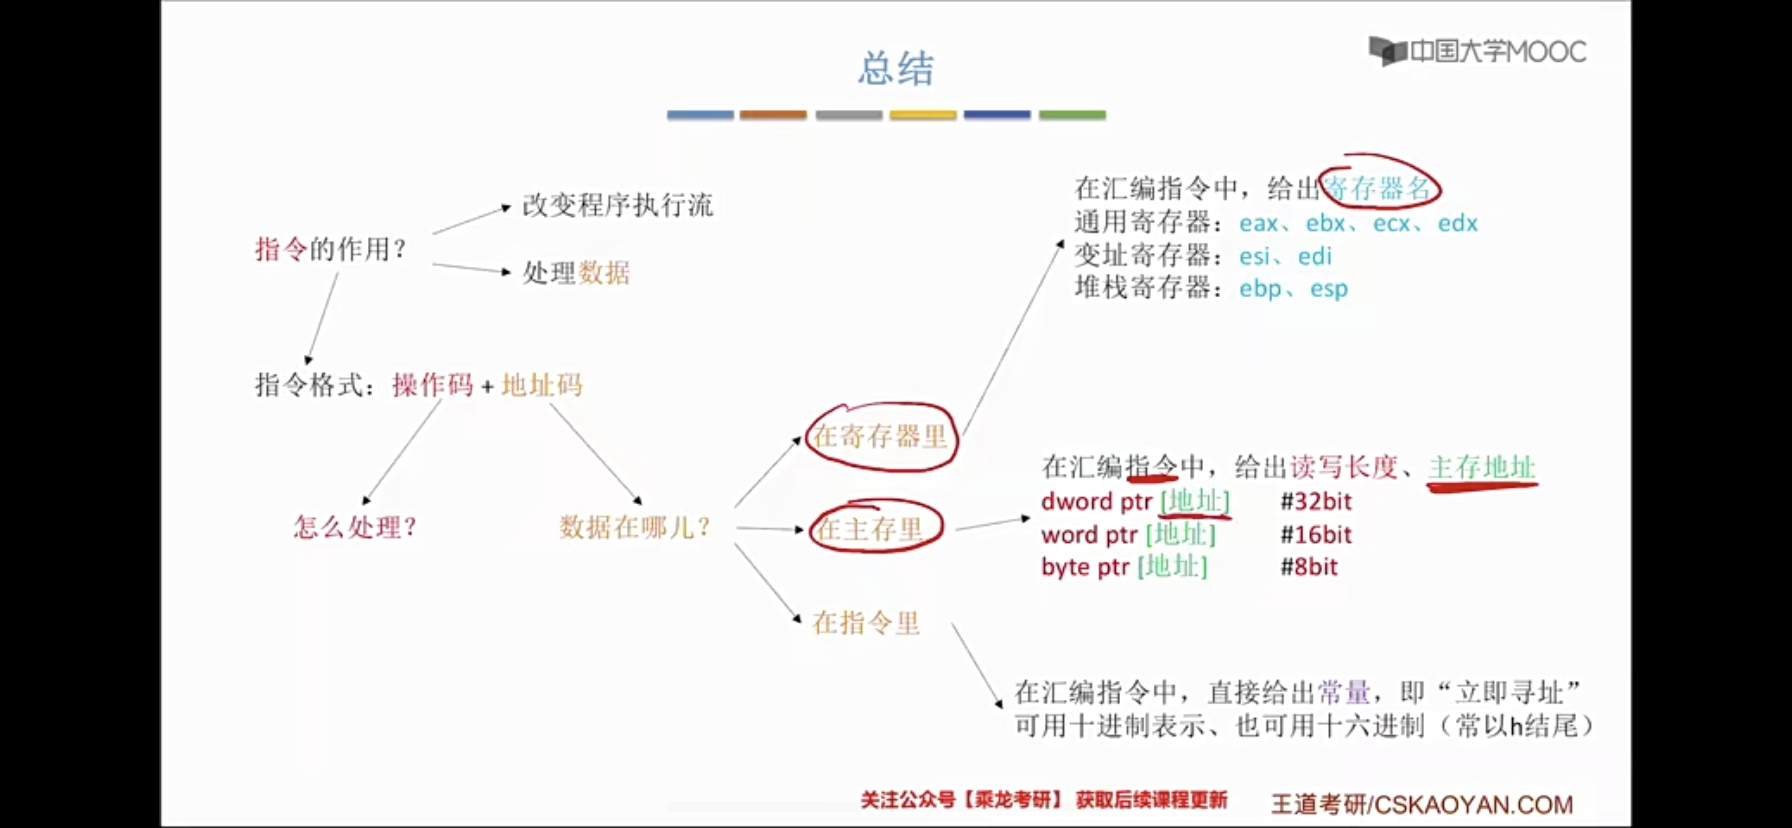 中国大学MOOC
总结
指令的作用？
改变程序执行流
处理数据
指令格式：操作码 + 地址码
怎么处理？
数据在哪儿？
在寄存器里
在主存里
在指令里
在汇编指令中，给出寄存器名
通用寄存器：eax、ebx、ecx、edx
变址寄存器：esi、edi
堆栈寄存器：ebp、esp
在汇编指令中，给出读写长度、主存地址
dword ptr [地址] #32bit
word ptr [地址] #16bit
byte ptr [地址] #8bit
在汇编指令中，直接给出常量，即“立即寻址”
可用十进制表示、也可用十六进制（常以h结尾）
关注公众号【乘龙考研】 获取后续课程更新
王道考研/CSKAOYAN.COM